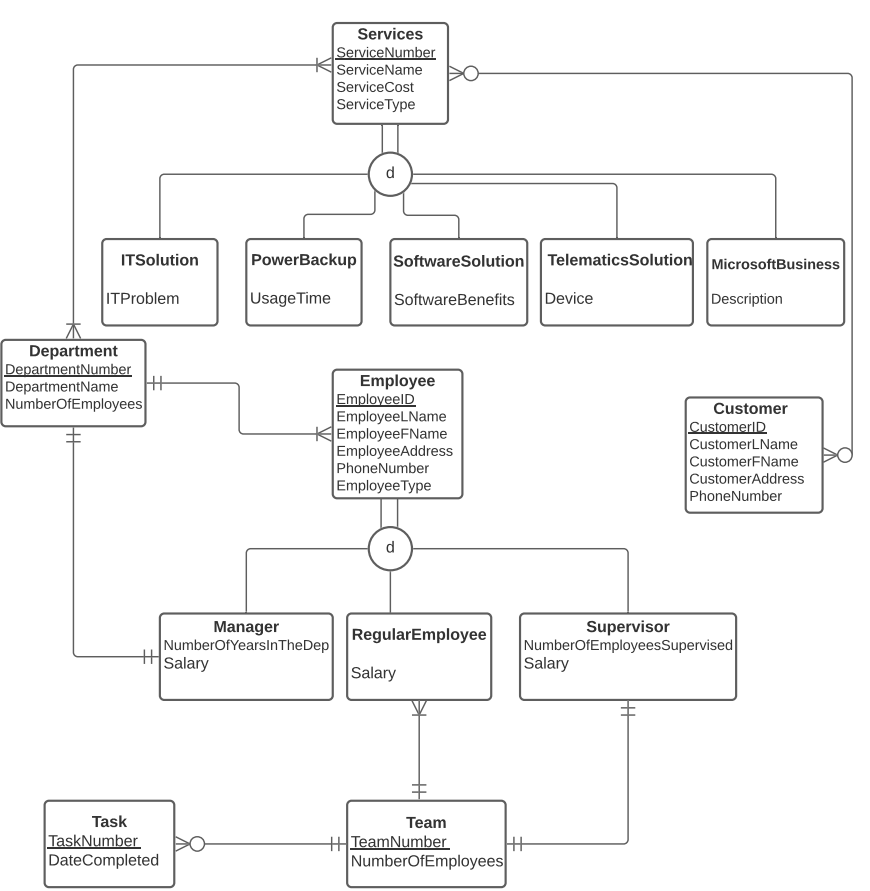 Services
ServiceNumber
ServiceName
ServiceCost
ServiceType
d
ITSolution
ITProblem
PowerBackup
UsageTime
SoftwareSolution
SoftwareBenefits
TelematicsSolution
Device
MicrosoftBusiness
Description
Department
DepartmentNumber
DepartmentName
NumberOfEmployees
Employee
EmployeeID
EmployeeLName
EmployeeFName
EmployeeAddress
PhoneNumber
EmployeeType
Customer
CustomerID
CustomerLName
CustomerFName
CustomerAddress
PhoneNumber
d
Manager
NumberOfYearsInTheDep
Salary
RegularEmployee
Salary
Supervisor
NumberOfEmployeesSupervised
Salary
Task
TaskNumber
DateCompleted
Team
TeamNumber
NumberOfEmployees